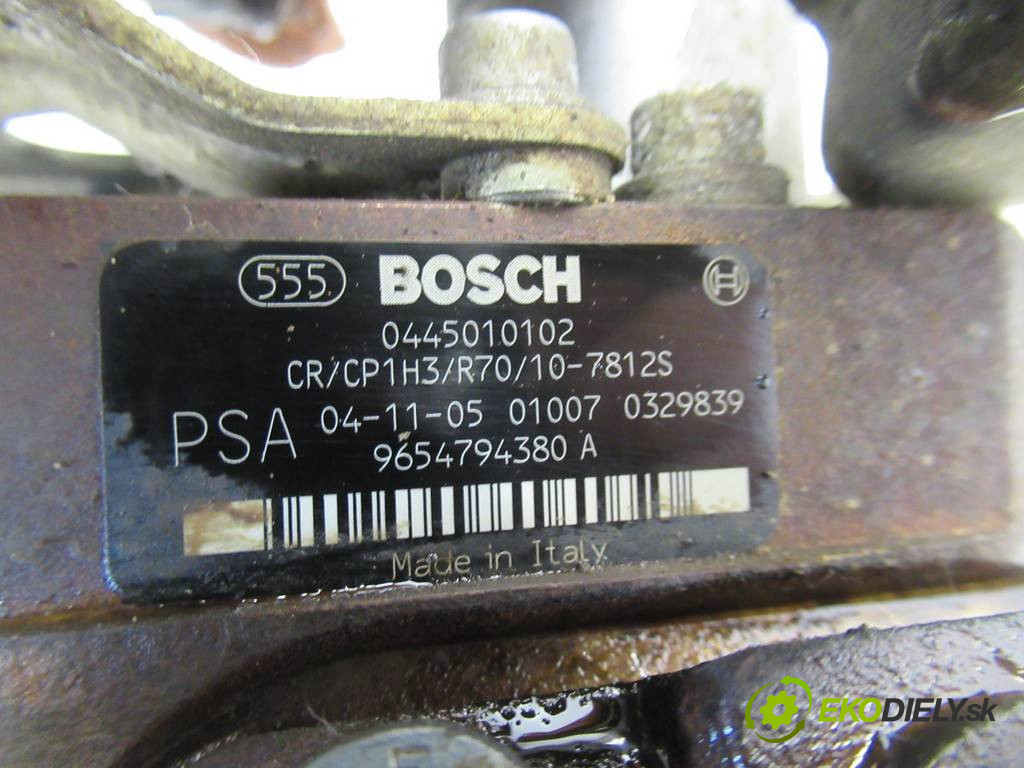 555 BOSCH
0445010102
CR/CP1H3/R70/10-7812S
PSA 04-11-05 01007 0329839
9654794380 A
Made in Italy
EKODIELY.sk